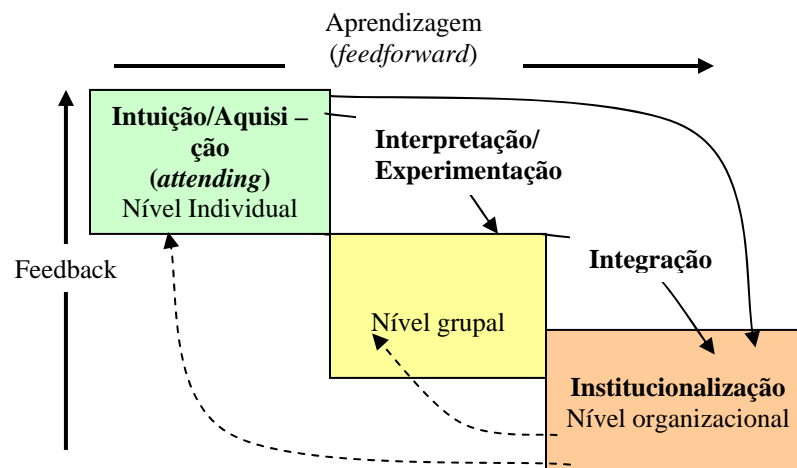 Aprendizagem
(feedforward)
Intuição/Aquisi –
ção
(attending)
Nível Individual
Interpretação/
Experimentação
Feedback
Integração
Nível grupal
Institucionalização
Nível organizacional